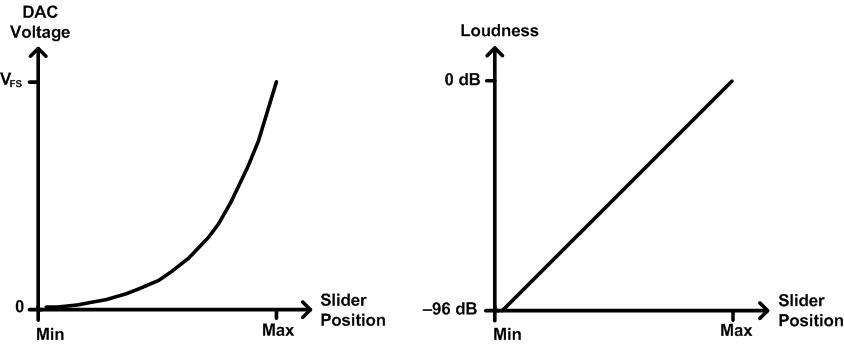 DAC
Voltage
VFS
0
Min
Max
Slider
Position
Loudness
0 dB
–96 dB
Min
Max
Slider
Position